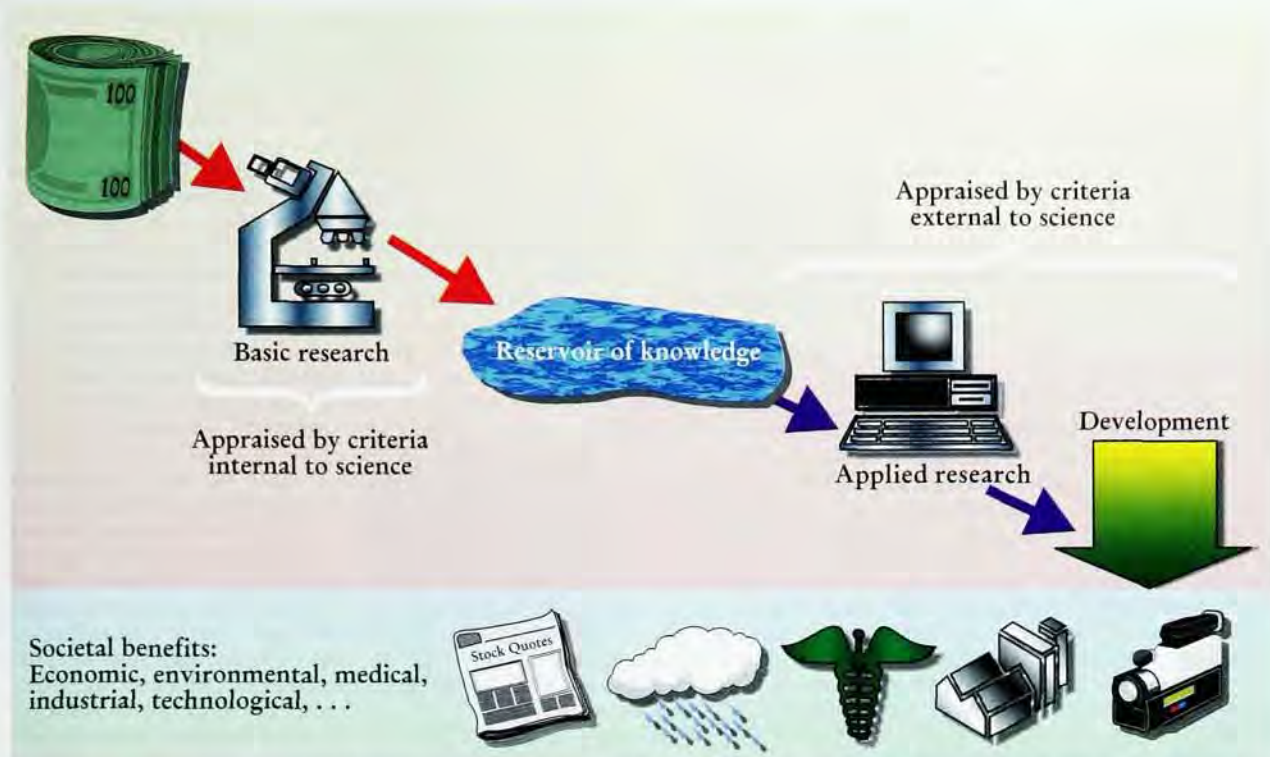 100
100
Basic research
Appraised by criteria
internal to science
Reservoir of knowledge
Appraised by criteria
external to science
Applied research
Development
Societal benefits:
Economic, environmental, medical,
industrial, technological, . . .
Stock Quotes